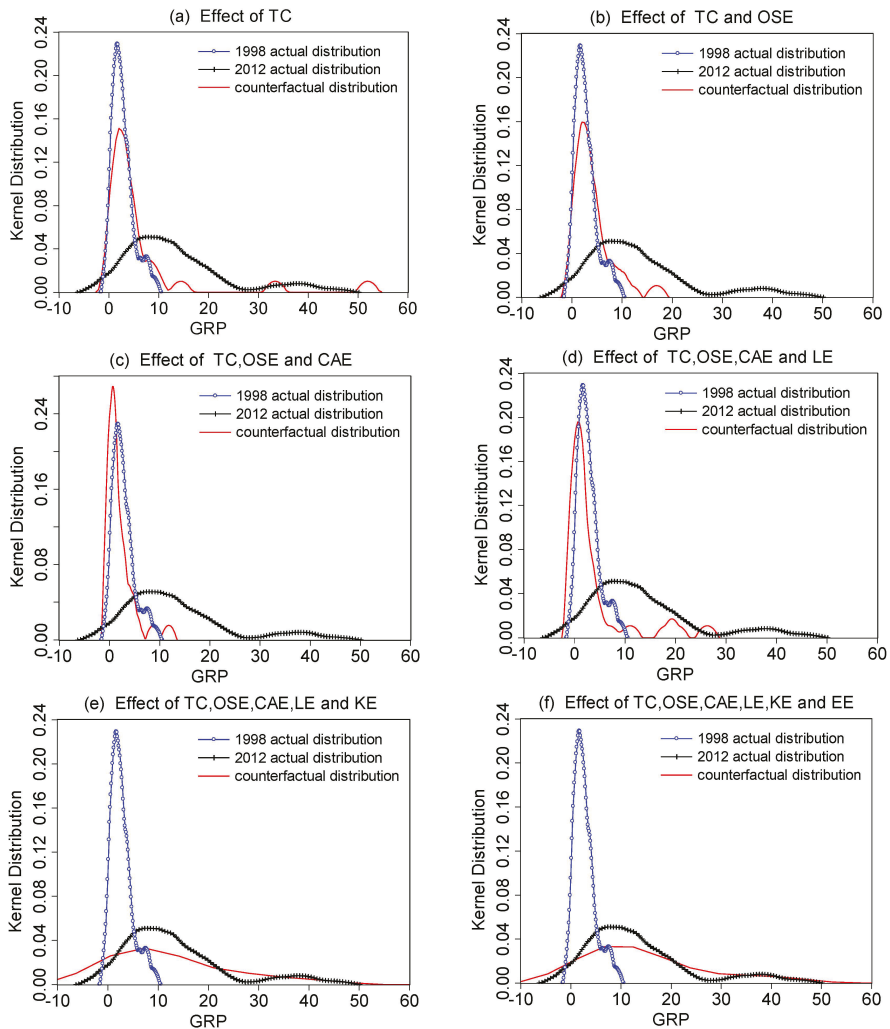 (a) Effect of TC
Kernel Distribution
0.24
0.20
0.16
0.12
0.08
0.04
0.00
1998 actual distribution
2012 actual distribution
counterfactual distribution
-10 0 10 20 30 40 50 60
GRP
(b) Effect of TC and OSE
Kernel Distribution
0.24
0.20
0.16
0.12
0.08
0.04
0.00
1998 actual distribution
2012 actual distribution
counterfactual distribution
-10 0 10 20 30 40 50 60
GRP
(c) Effect of TC,OSE and CAE
Kernel Distribution
0.24
0.16
0.08
0.00
1998 actual distribution
2012 actual distribution
counterfactual distribution
-10 0 10 20 30 40 50 60
GRP
(d) Effect of TC,OSE,CAE and LE
Kernel Distribution
0.24
0.20
0.16
0.12
0.08
0.04
0.00
1998 actual distribution
2012 actual distribution
counterfactual distribution
-10 0 10 20 30 40 50 60
GRP
(e) Effect of TC,OSE,CAE,LE and KE
Kernel Distribution
0.24
0.20
0.16
0.12
0.08
0.04
0.00
1998 actual distribution
2012 actual distribution
counterfactual distribution
-10 0 10 20 30 40 50 60
GRP
(f) Effect of TC,OSE,CAE,LE,KE and EE
Kernel Distribution
0.24
0.20
0.16
0.12
0.08
0.04
0.00
1998 actual distribution
2012 actual distribution
counterfactual distribution
-10 0 10 20 30 40 50 60
GRP